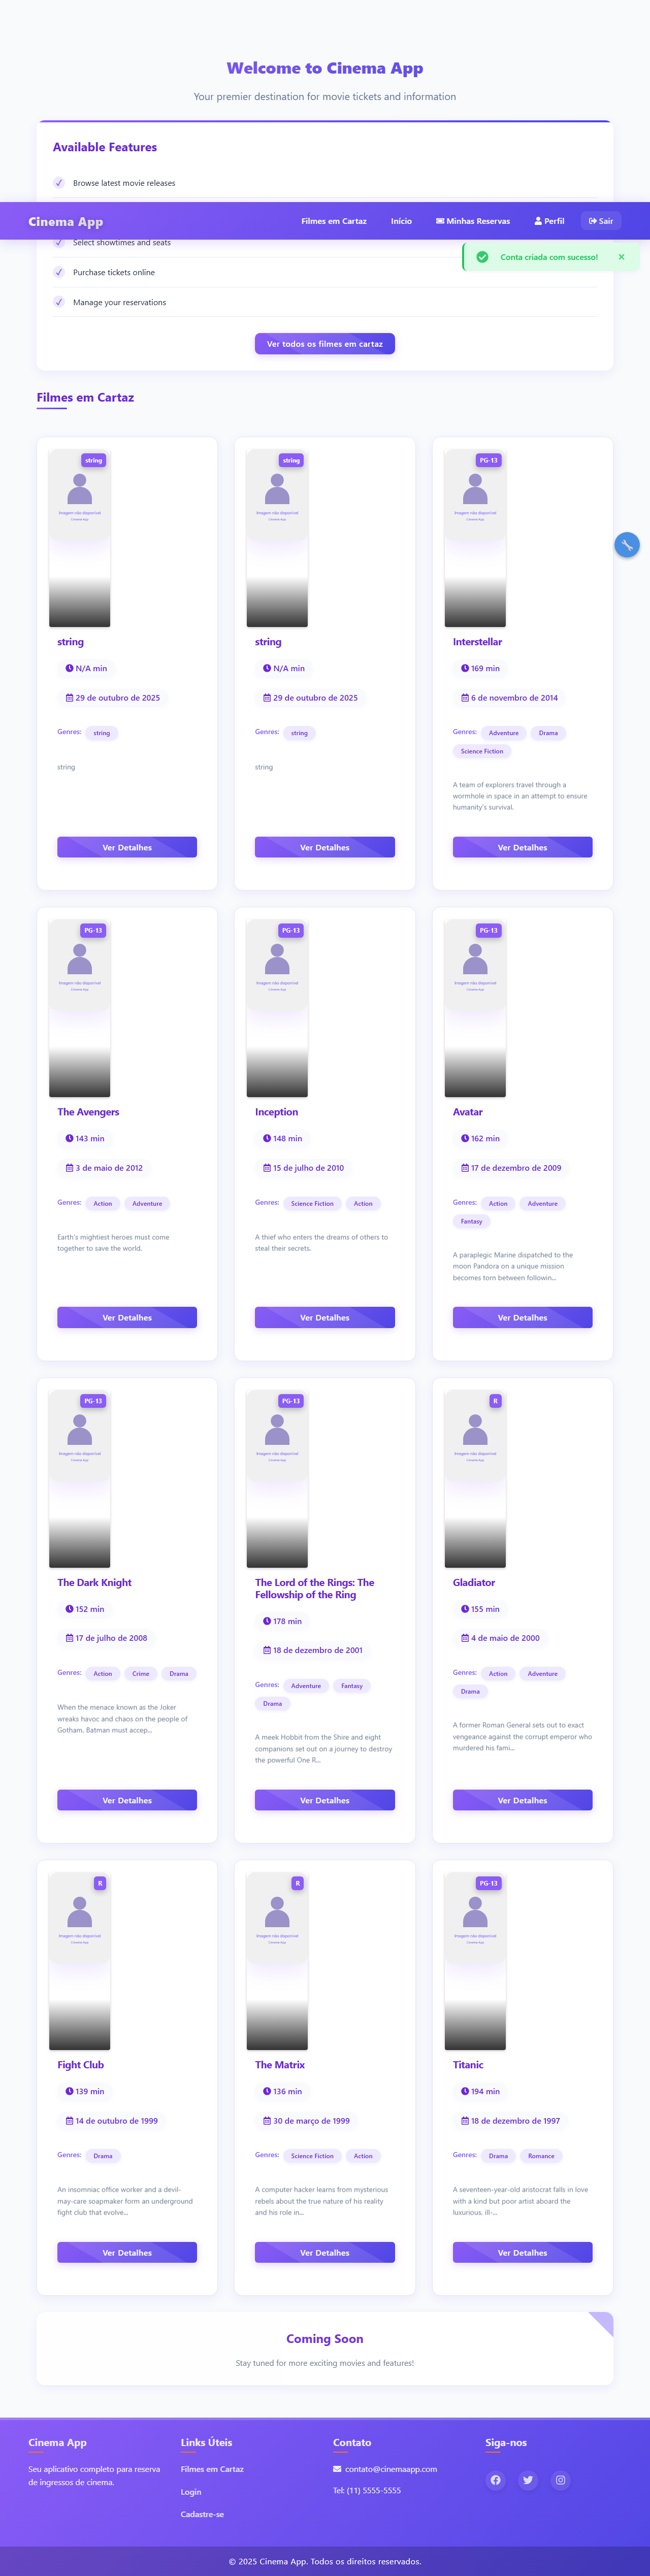 Welcome to Cinema App
Your premier destination for movie tickets and information
Available Features
Browse latest movie releases
Cinema App
Filmes em Cartaz
Início
Minhas Reservas
Perfil
Sair
Select showtimes and seats
Conta criada com sucesso!
Purchase tickets online
Manage your reservations
Ver todos os filmes em cartaz
Filmes em Cartaz
string
Imagem não disponível
Cinema App
string
N/A min
29 de outubro de 2025
Genres: string
string
Ver Detalhes
string
Imagem não disponível
Cinema App
string
N/A min
29 de outubro de 2025
Genres: string
string
Ver Detalhes
PG-13
Imagem não disponível
Cinema App
Interstellar
169 min
6 de novembro de 2014
Genres: Adventure Drama
Science Fiction
A team of explorers travel through a
wormhole in space in an attempt to ensure
humanity's survival.
Ver Detalhes
PG-13
Imagem não disponível
Cinema App
The Avengers
143 min
3 de maio de 2012
Genres: Action Adventure
Earth's mightiest heroes must come
together to save the world.
Ver Detalhes
PG-13
Imagem não disponível
Cinema App
Inception
148 min
15 de julho de 2010
Genres: Science Fiction Action
A thief who enters the dreams of others to
steal their secrets.
Ver Detalhes
PG-13
Imagem não disponível
Cinema App
Avatar
162 min
17 de dezembro de 2009
Genres: Action Adventure
Fantasy
A paraplegic Marine dispatched to the
moon Pandora on a unique mission
becomes torn between followin...
Ver Detalhes
PG-13
Imagem não disponível
Cinema App
The Dark Knight
152 min
17 de julho de 2008
Genres: Action Crime Drama
When the menace known as the Joker
wreaks havoc and chaos on the people of
Gotham, Batman must accep...
Ver Detalhes
PG-13
Imagem não disponível
Cinema App
The Lord of the Rings: The
Fellowship of the Ring
178 min
18 de dezembro de 2001
Genres: Adventure Fantasy
Drama
A meek Hobbit from the Shire and eight
companions set out on a journey to destroy
the powerful One R...
Ver Detalhes
R
Imagem não disponível
Cinema App
Gladiator
155 min
4 de maio de 2000
Genres: Action Adventure
Drama
A former Roman General sets out to exact
vengeance against the corrupt emperor who
murdered his fami...
Ver Detalhes
R
Imagem não disponível
Cinema App
Fight Club
139 min
14 de outubro de 1999
Genres: Drama
An insomniac office worker and a devil-
may-care soapmaker form an underground
fight club that evolve...
Ver Detalhes
R
Imagem não disponível
Cinema App
The Matrix
136 min
30 de março de 1999
Genres: Science Fiction Action
A computer hacker learns from mysterious
rebels about the true nature of his reality
and his role in...
Ver Detalhes
PG-13
Imagem não disponível
Cinema App
Titanic
194 min
18 de dezembro de 1997
Genres: Drama Romance
A seventeen-year-old aristocrat falls in love
with a kind but poor artist aboard the
luxurious, ill-...
Ver Detalhes
Coming Soon
Stay tuned for more exciting movies and features!
Cinema App
Seu aplicativo completo para reserva
de ingressos de cinema.
Links Úteis
Filmes em Cartaz
Login
Cadastre-se
Contato
contato@cinemaapp.com
Tel: (11) 5555-5555
Siga-nos
© 2025 Cinema App. Todos os direitos reservados.